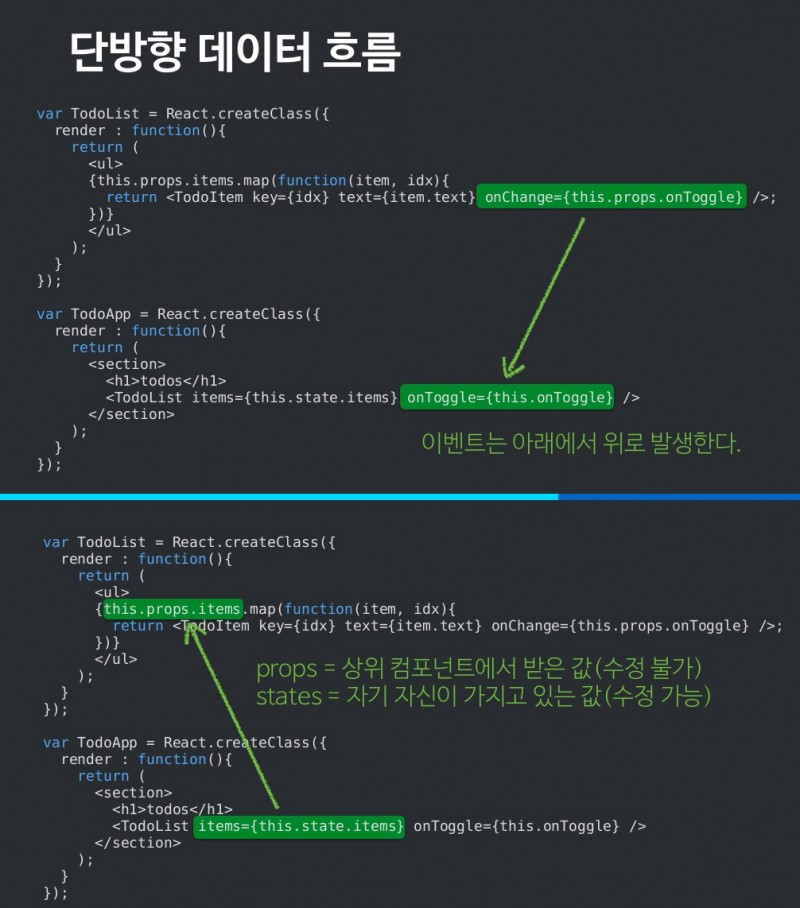 단방향 데이터 흐름
var TodoList = React.createClass({
  render : function(){
    return (
      <ul>
      {this.props.items.map(function(item, idx){
        return <TodoItem key={idx} text={item.text} onChange={this.props.onToggle} />;
      })}
      </ul>
    );
  }
});
var TodoApp = React.createClass({
  render : function(){
    return (
      <section>
        <h1>todos</h1>
        <TodoList items={this.state.items} onToggle={this.onToggle} />
      </section>
    );
  }
});
이벤트는 아래에서 위로 발생한다.
var TodoList = React.createClass({
  render : function(){
    return (
      <ul>
      {this.props.items.map(function(item, idx){
        return <TodoItem key={idx} text={item.text} onChange={this.props.onToggle} />;
      })}
      </ul>
    );
  }
});
props = 상위 컴포넌트에서 받은 값(수정 불가)
states = 자기 자신이 가지고 있는 값(수정 가능)
var TodoApp = React.createClass({
  render : function(){
    return (
      <section>
        <h1>todos</h1>
        <TodoList items={this.state.items} onToggle={this.onToggle} />
      </section>
    );
  }
});